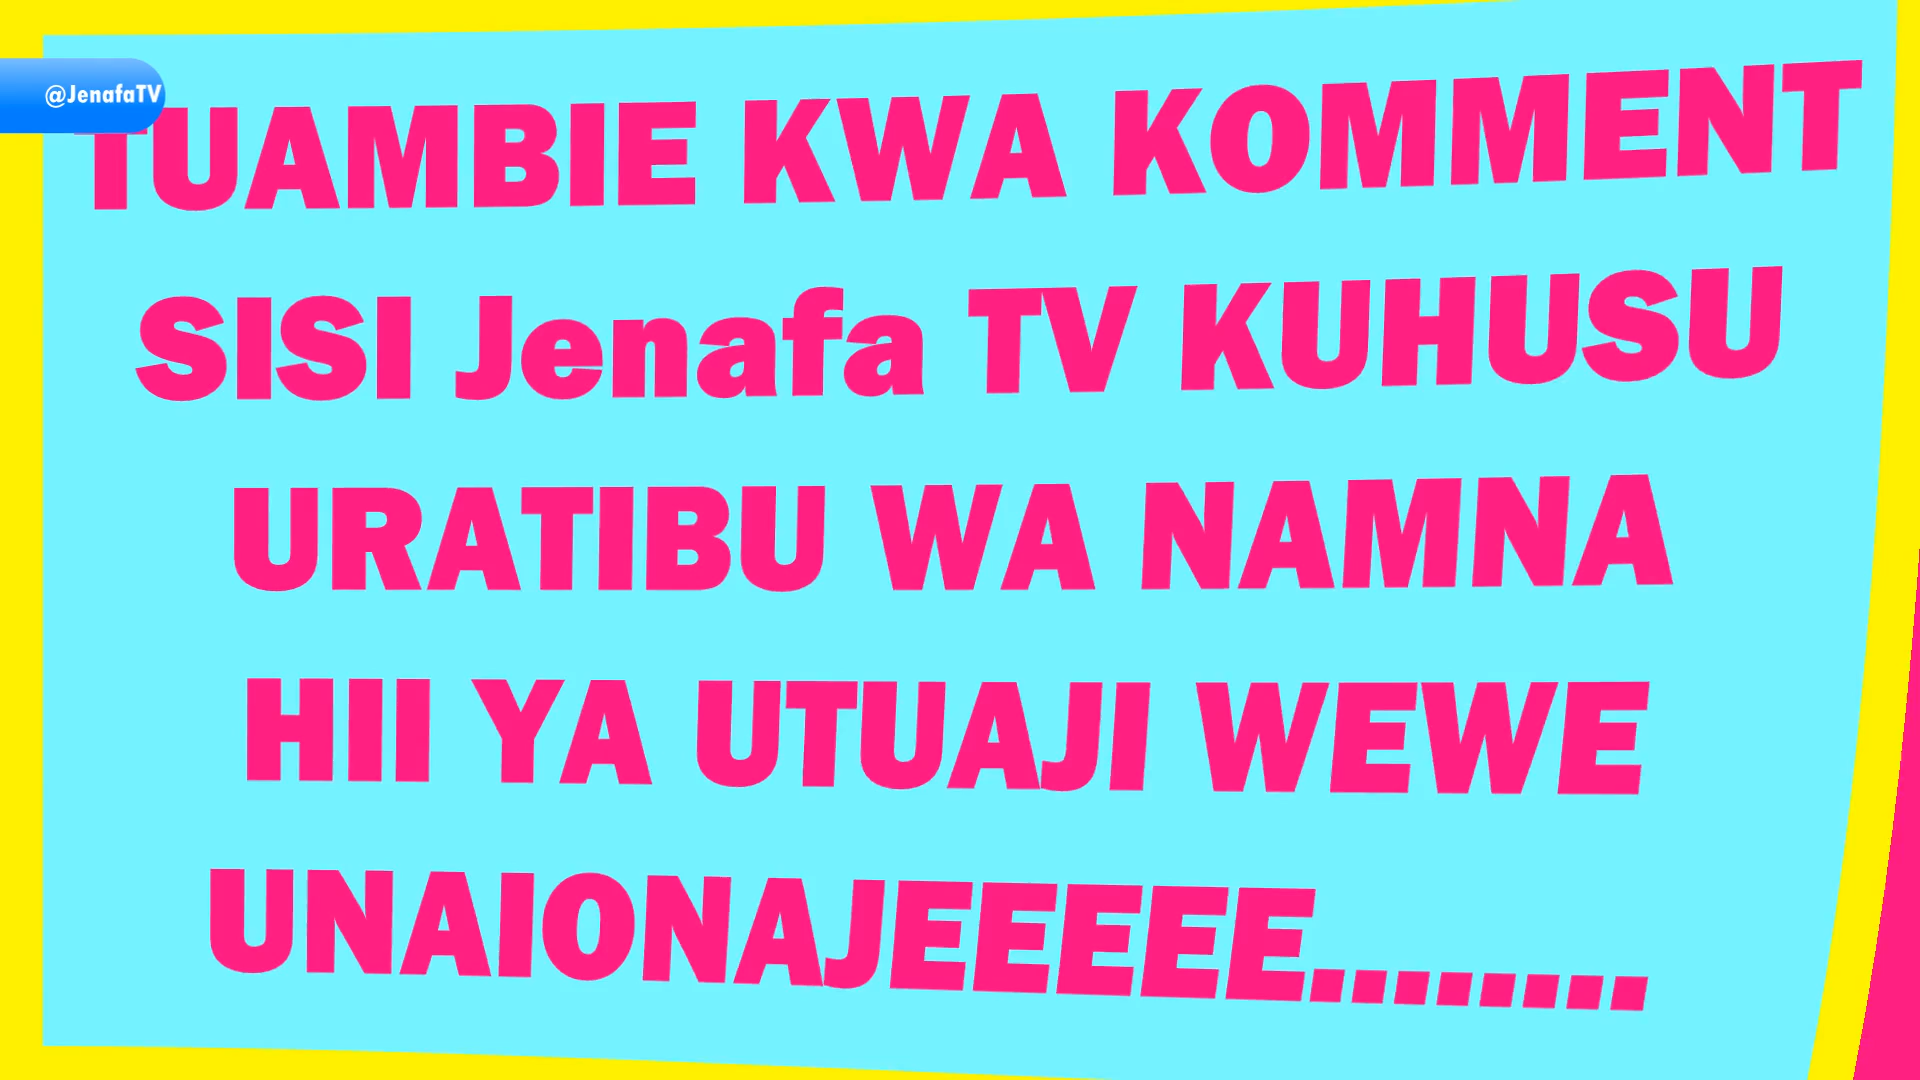 @JenafaTV
TUAMBIE KWA KOMMENT
SISI Jenafa TV KUHUSU
URATIBU WA NAMNA
HII YA UTUAJI WEWE
UNAIONAJEEEEE........